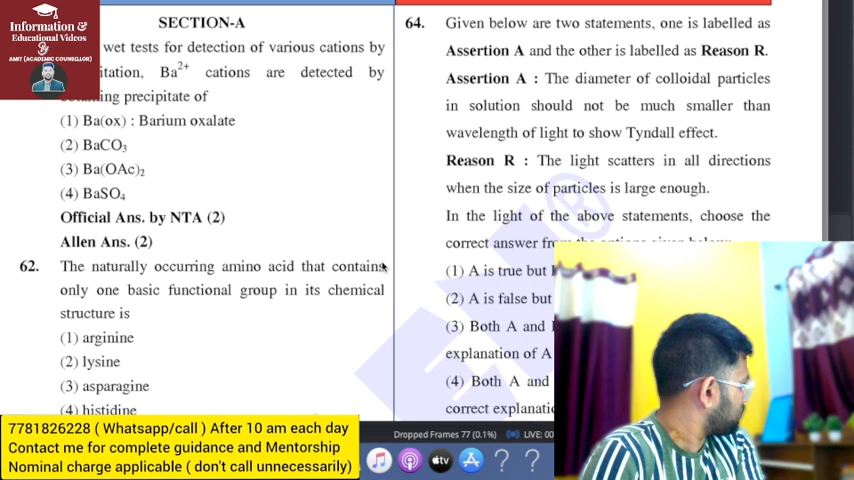 Information &
Educational Videos
By
AMIT (ACADEMIC COUNSELLOR)
SECTION-A
wet tests for detection of various cations by
itation, Ba2+ cations are detected by
ing precipitate of
(1) Ba(ox) : Barium oxalate
(2) BaCO3
(3) Ba(OAc)2
(4) BaSO4
Official Ans. by NTA (2)
Allen Ans. (2)
62. The naturally occurring amino acid that contains
only one basic functional group in its chemical
structure is
(1) arginine
(2) lysine
(3) asparagine
(4) histidine
64. Given below are two statements, one is labelled as
Assertion A and the other is labelled as Reason R.
Assertion A : The diameter of colloidal particles
in solution should not be much smaller than
wavelength of light to show Tyndall effect.
Reason R : The light scatters in all directions
when the size of particles is large enough.
In the light of the above statements, choose the
correct answer from the options given below
(1) A is true but
(2) A is false but
(3) Both A and
explanation of A
(4) Both A and
correct explanatio
7781826228 ( Whatsapp/call ) After 10 am each day
Contact me for complete guidance and Mentorship
Nominal charge applicable ( don't call unnecessarily)
Dropped Frames 77 (0.1%) LIVE: 00
tv